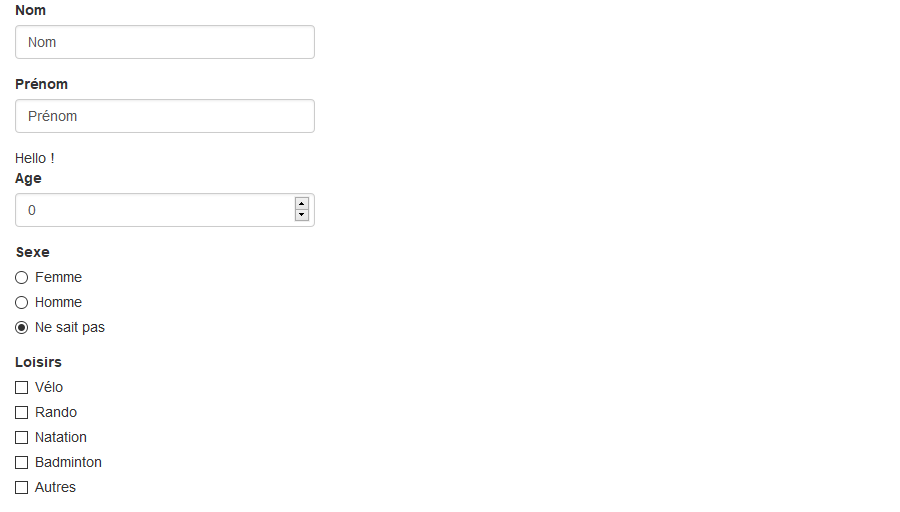 Nom
Nom
Prénom
Prénom
Hello !
Age
0
Sexe
Femme
Homme
Ne sait pas
Loisirs
Vélo
Rando
Natation
Badminton
Autres